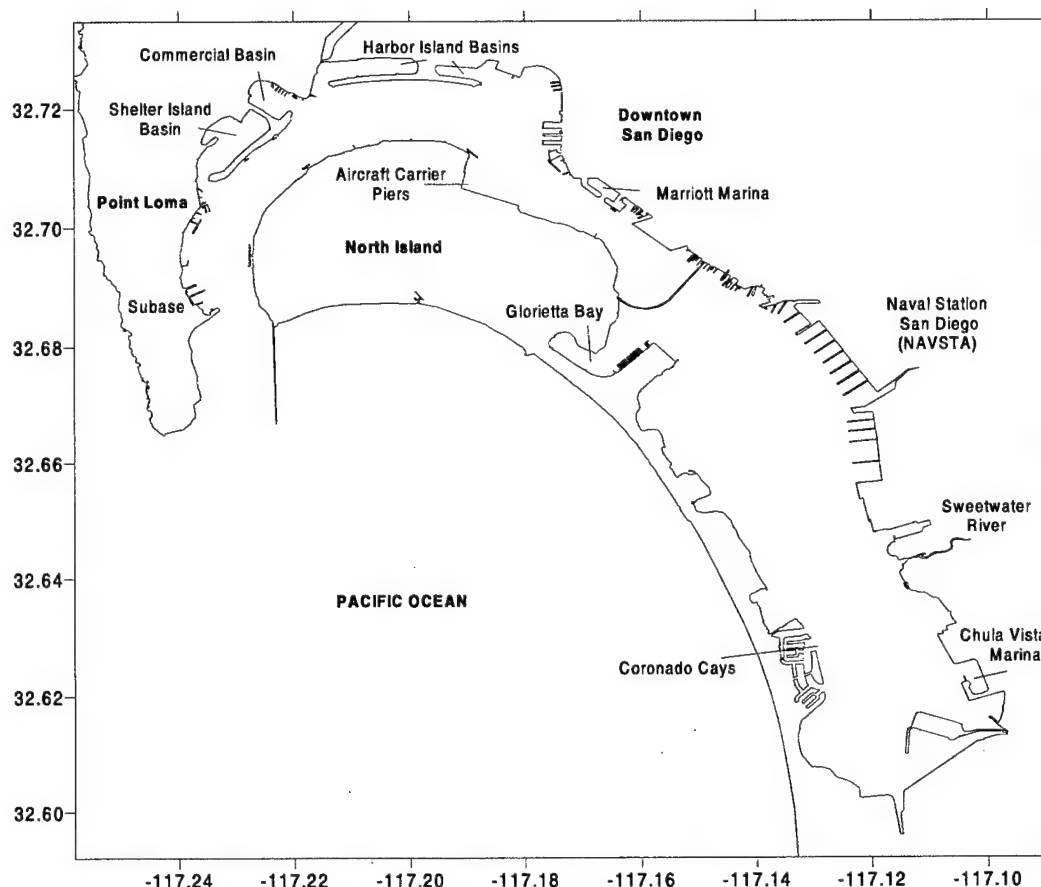 Commercial Basin
Harbor Island Basins
32.72
Shelter Island
Basin
Downtown
San Diego
Aircraft Carrier
Piers
Marriott Marina
Point Loma
32.70
North Island
Subase
Glorietta Bay
Naval Station
San Diego
(NAVSTA)
32.68
32.66
Sweetwater
River
32.64
PACIFIC OCEAN
Chula Vista
Marina
Coronado Cays
32.62
32.60
-117.24
-117.22
-117.20
-117.18
-117.16
-117.14
-117.12
-117.10